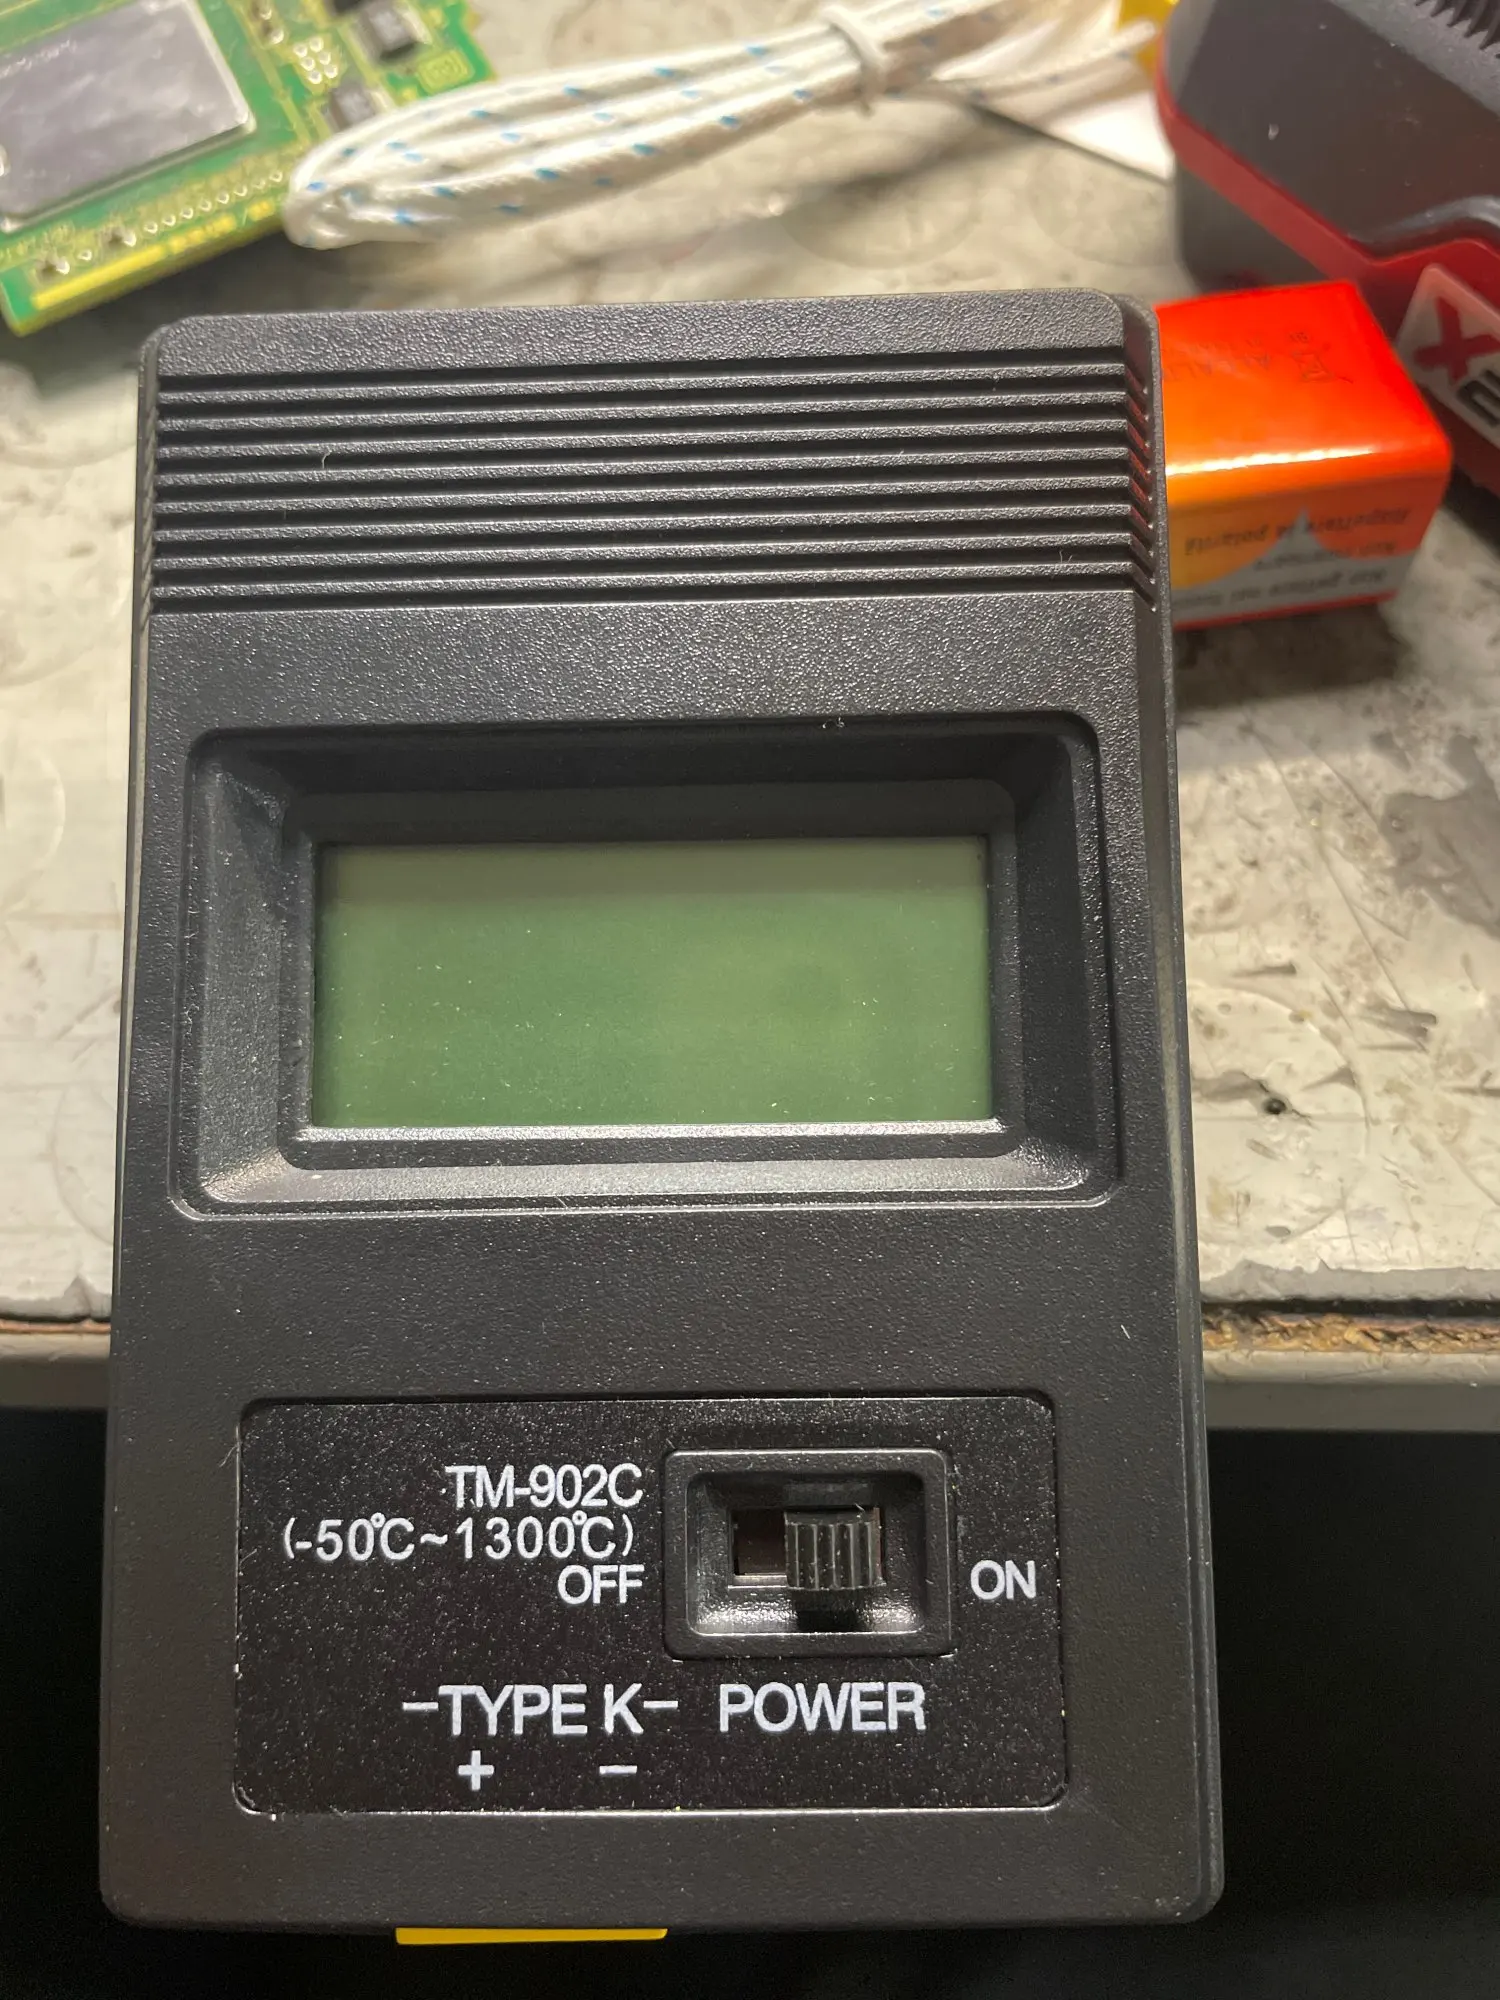 TM-902C
(-50℃~1300℃)
OFF
ON
-TYPE K- POWER
+ -